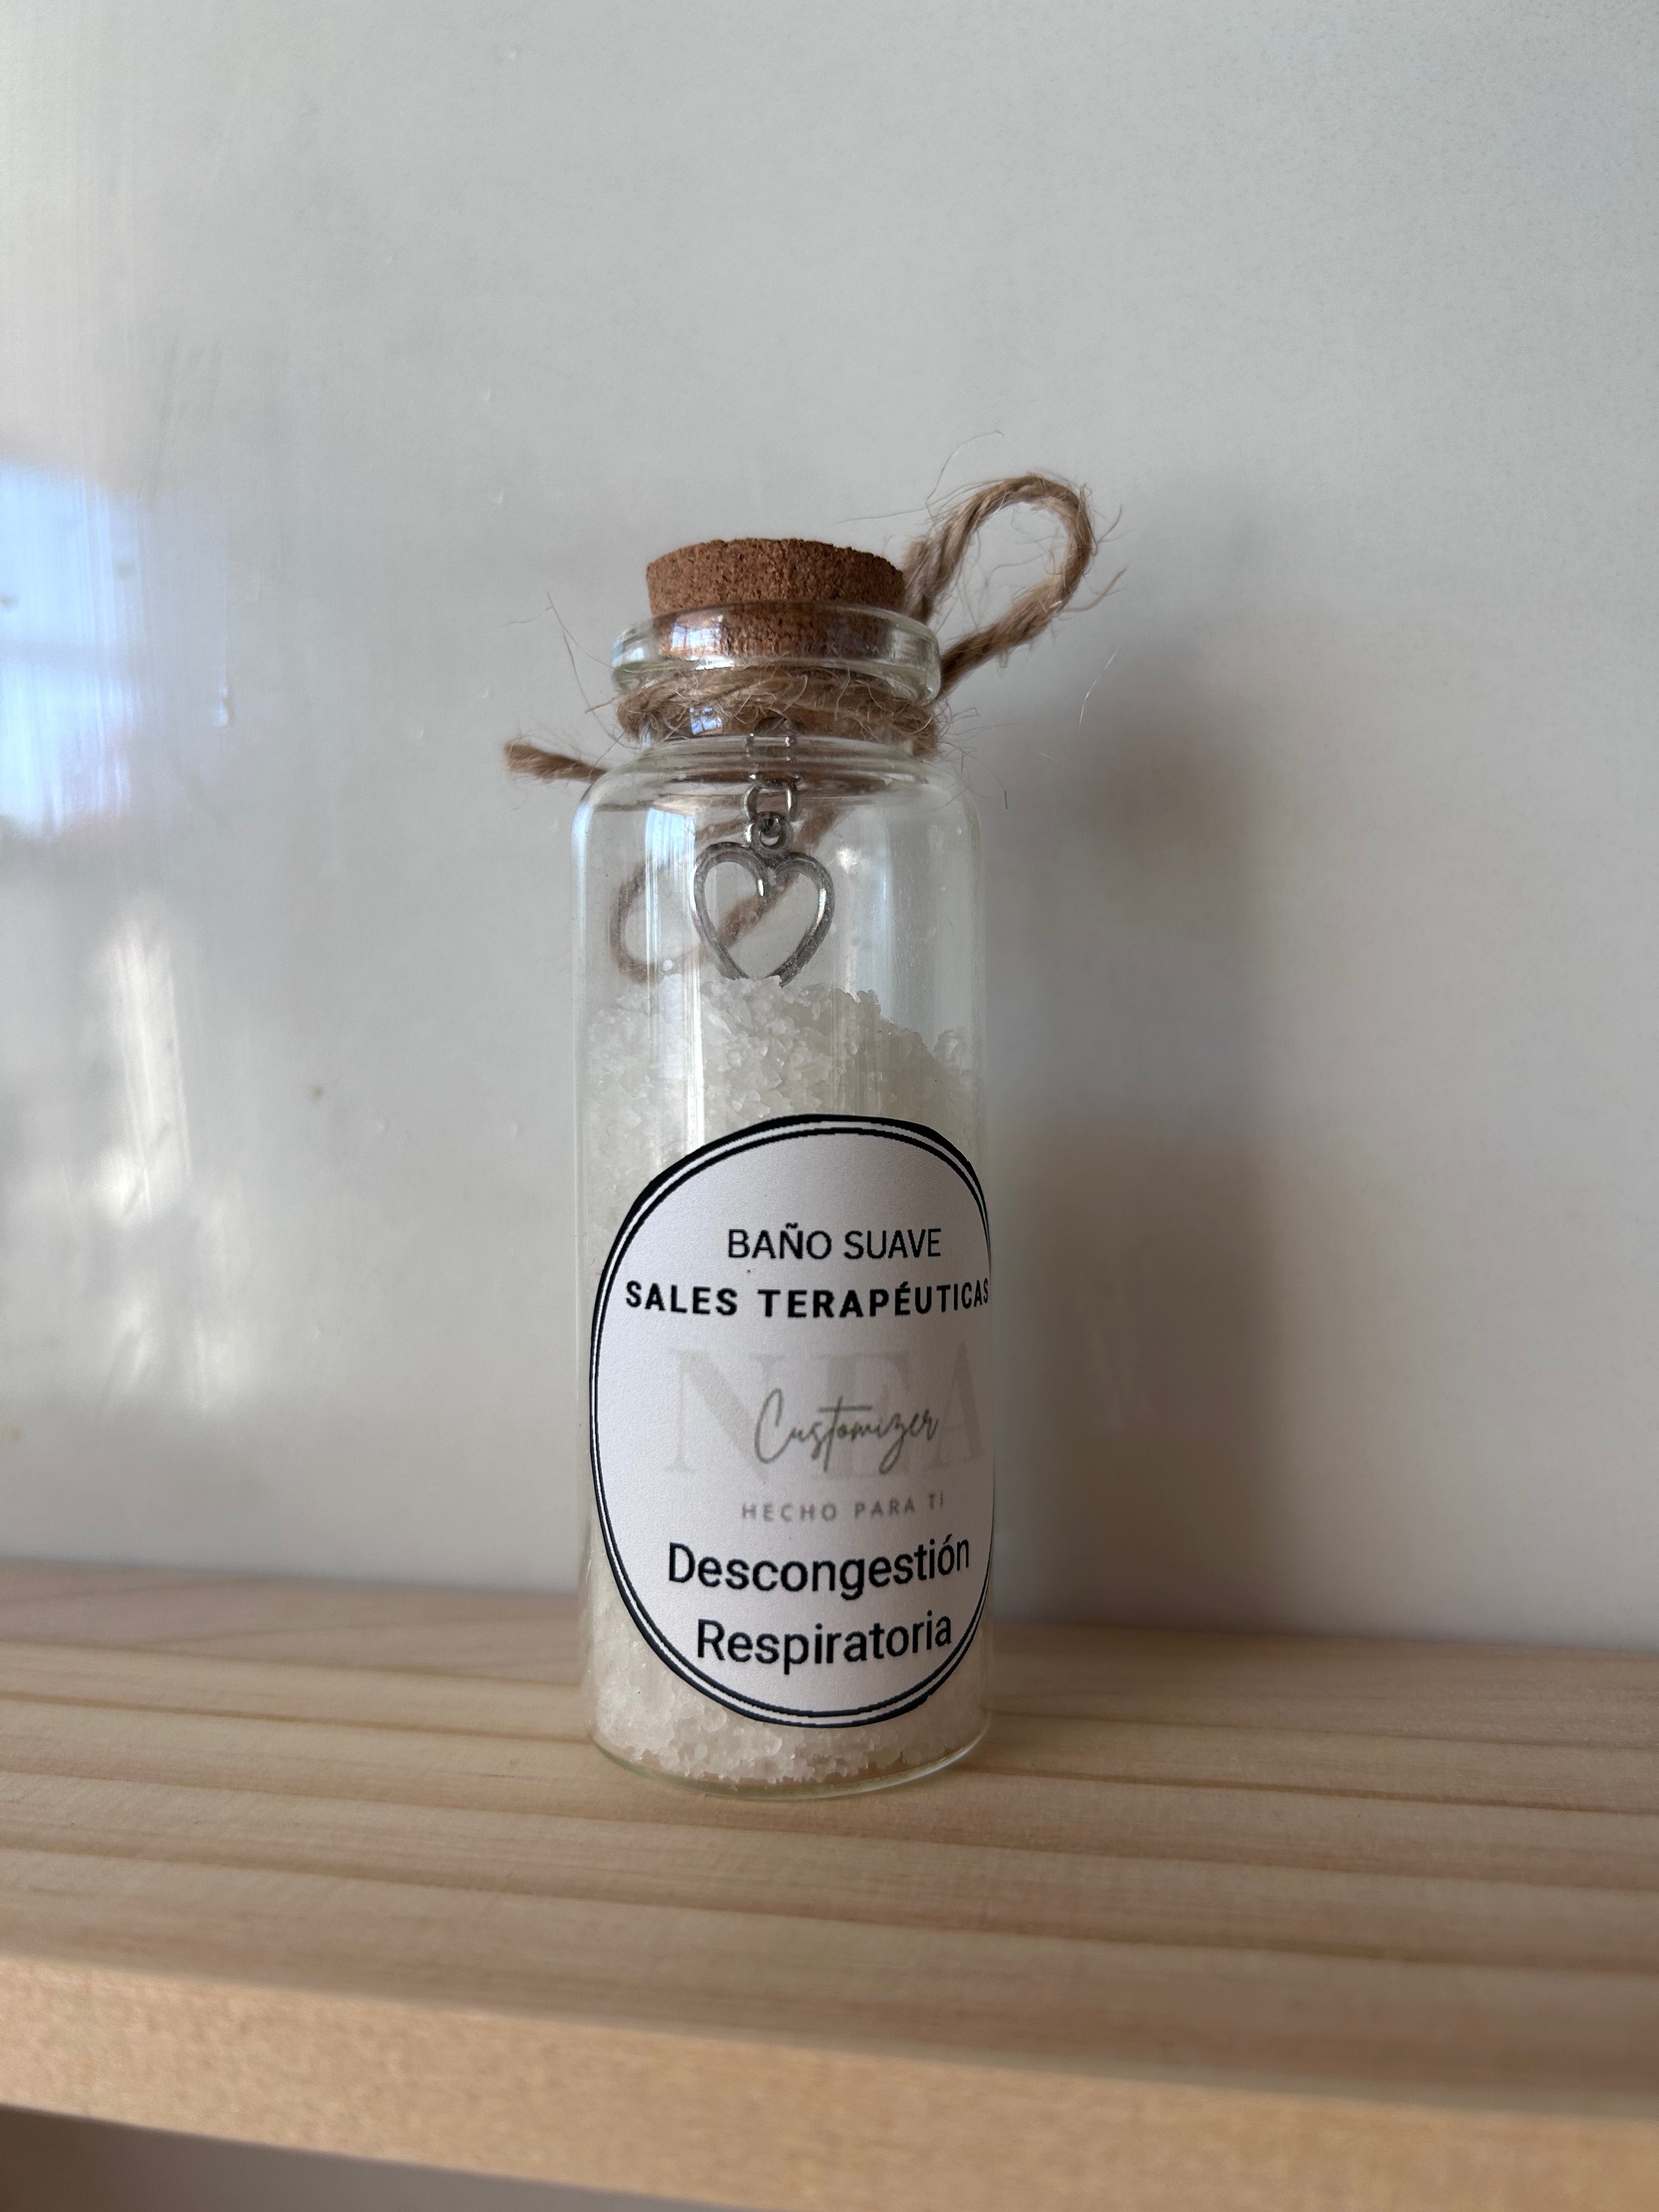 BAÑO SUAVE
SALES TERAPÉUTICAS
NEA
Customizer
HECHO PARA TI
Descongestión
Respiratoria